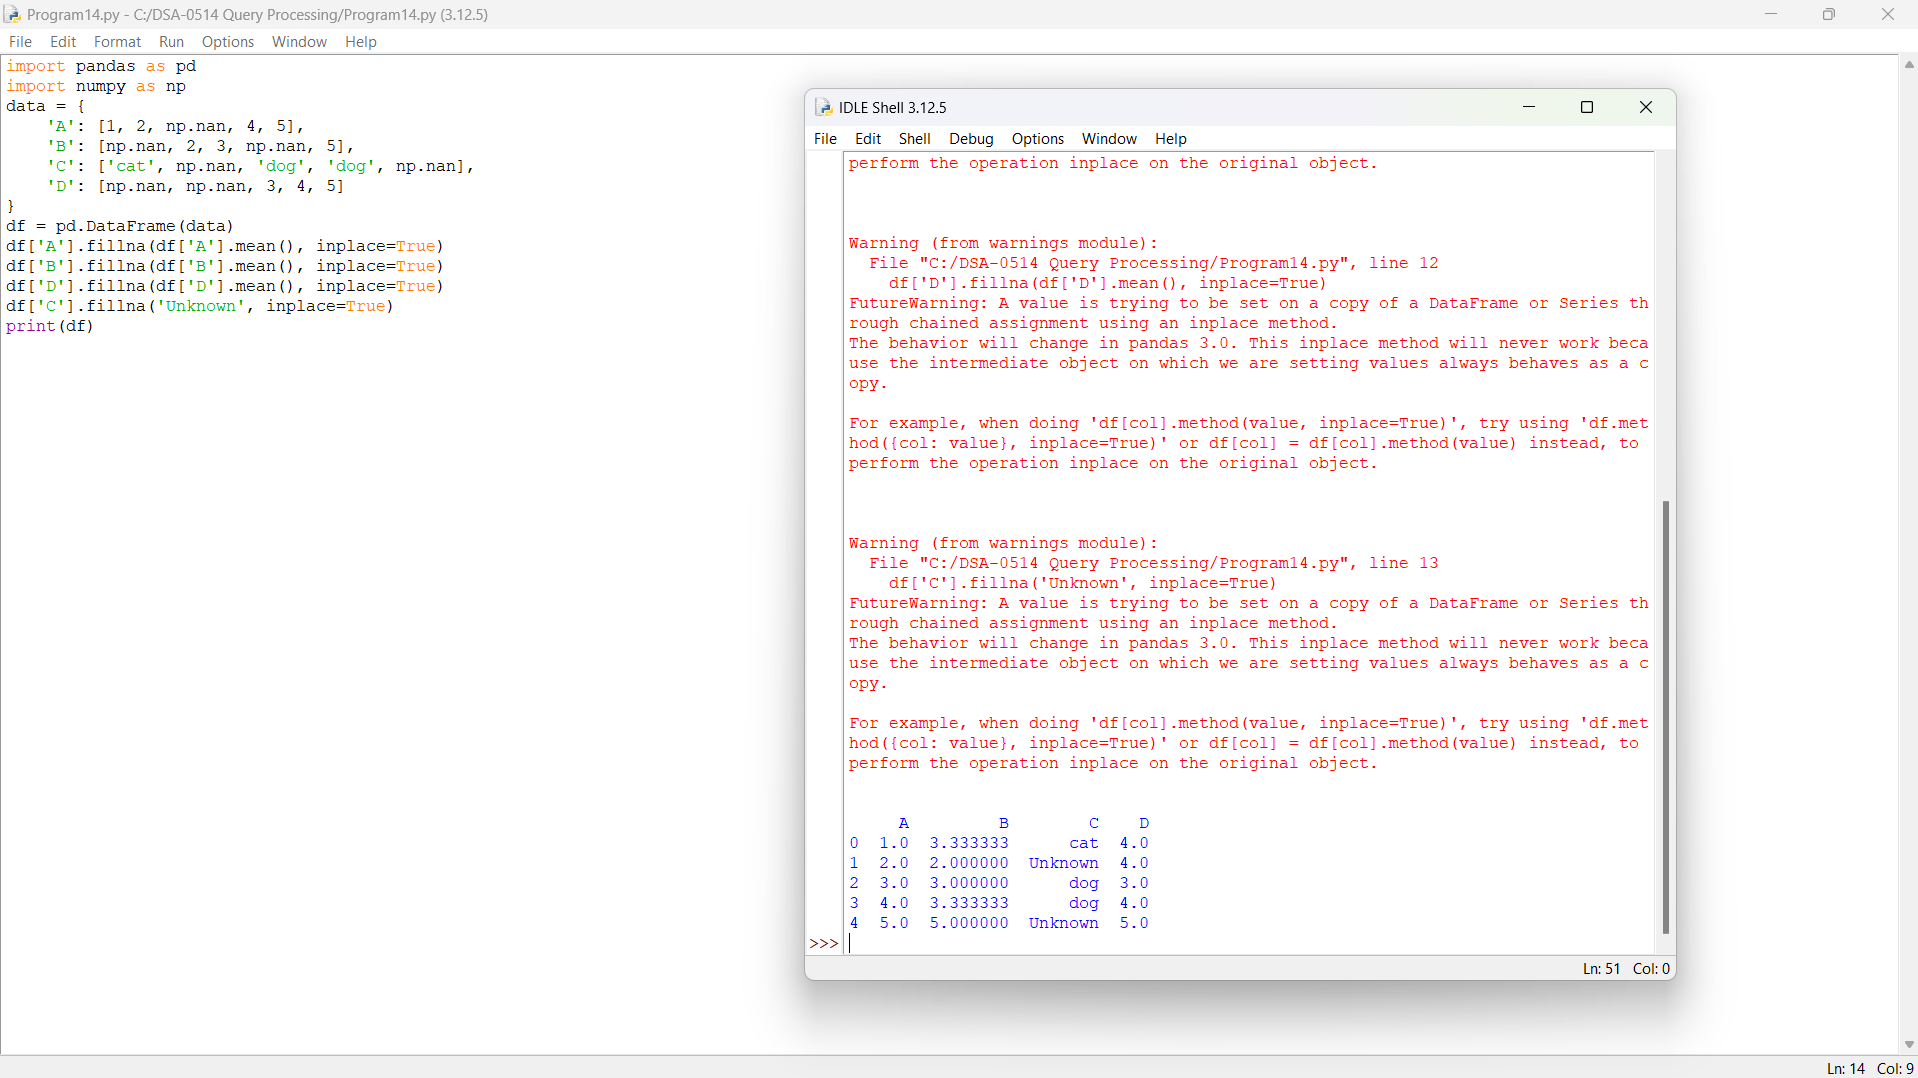 Program14.py - C:/DSA-0514 Query Processing/Program14.py (3.12.5)
File Edit Format Run Options Window Help
import pandas as pd
import numpy as np
data = {
    'A': [1, 2, np.nan, 4, 5],
    'B': [np.nan, 2, 3, np.nan, 5],
    'C': ['cat', np.nan, 'dog', 'dog', np.nan],
    'D': [np.nan, np.nan, 3, 4, 5]
}
df = pd.DataFrame(data)
df['A'].fillna(df['A'].mean(), inplace=True)
df['B'].fillna(df['B'].mean(), inplace=True)
df['D'].fillna(df['D'].mean(), inplace=True)
df['C'].fillna('Unknown', inplace=True)
print(df)
IDLE Shell 3.12.5
File Edit Shell Debug Options Window Help
perform the operation inplace on the original object.
Warning (from warnings module):
  File "C:/DSA-0514 Query Processing/Program14.py", line 12
    df['D'].fillna(df['D'].mean(), inplace=True)
FutureWarning: A value is trying to be set on a copy of a DataFrame or Series th
rough chained assignment using an inplace method.
The behavior will change in pandas 3.0. This inplace method will never work beca
use the intermediate object on which we are setting values always behaves as a c
opy.
For example, when doing 'df[col].method(value, inplace=True)', try using 'df.met
hod({col: value}, inplace=True)' or df[col] = df[col].method(value) instead, to
perform the operation inplace on the original object.
Warning (from warnings module):
  File "C:/DSA-0514 Query Processing/Program14.py", line 13
    df['C'].fillna('Unknown', inplace=True)
FutureWarning: A value is trying to be set on a copy of a DataFrame or Series th
rough chained assignment using an inplace method.
The behavior will change in pandas 3.0. This inplace method will never work beca
use the intermediate object on which we are setting values always behaves as a c
opy.
For example, when doing 'df[col].method(value, inplace=True)', try using 'df.met
hod({col: value}, inplace=True)' or df[col] = df[col].method(value) instead, to
perform the operation inplace on the original object.
     A         B        C    D
0  1.0  3.333333      cat  4.0
1  2.0  2.000000  Unknown  4.0
2  3.0  3.000000      dog  3.0
3  4.0  3.333333      dog  4.0
4  5.0  5.000000  Unknown  5.0
>>>
Ln: 51 Col: 0
Ln: 14 Col: 9